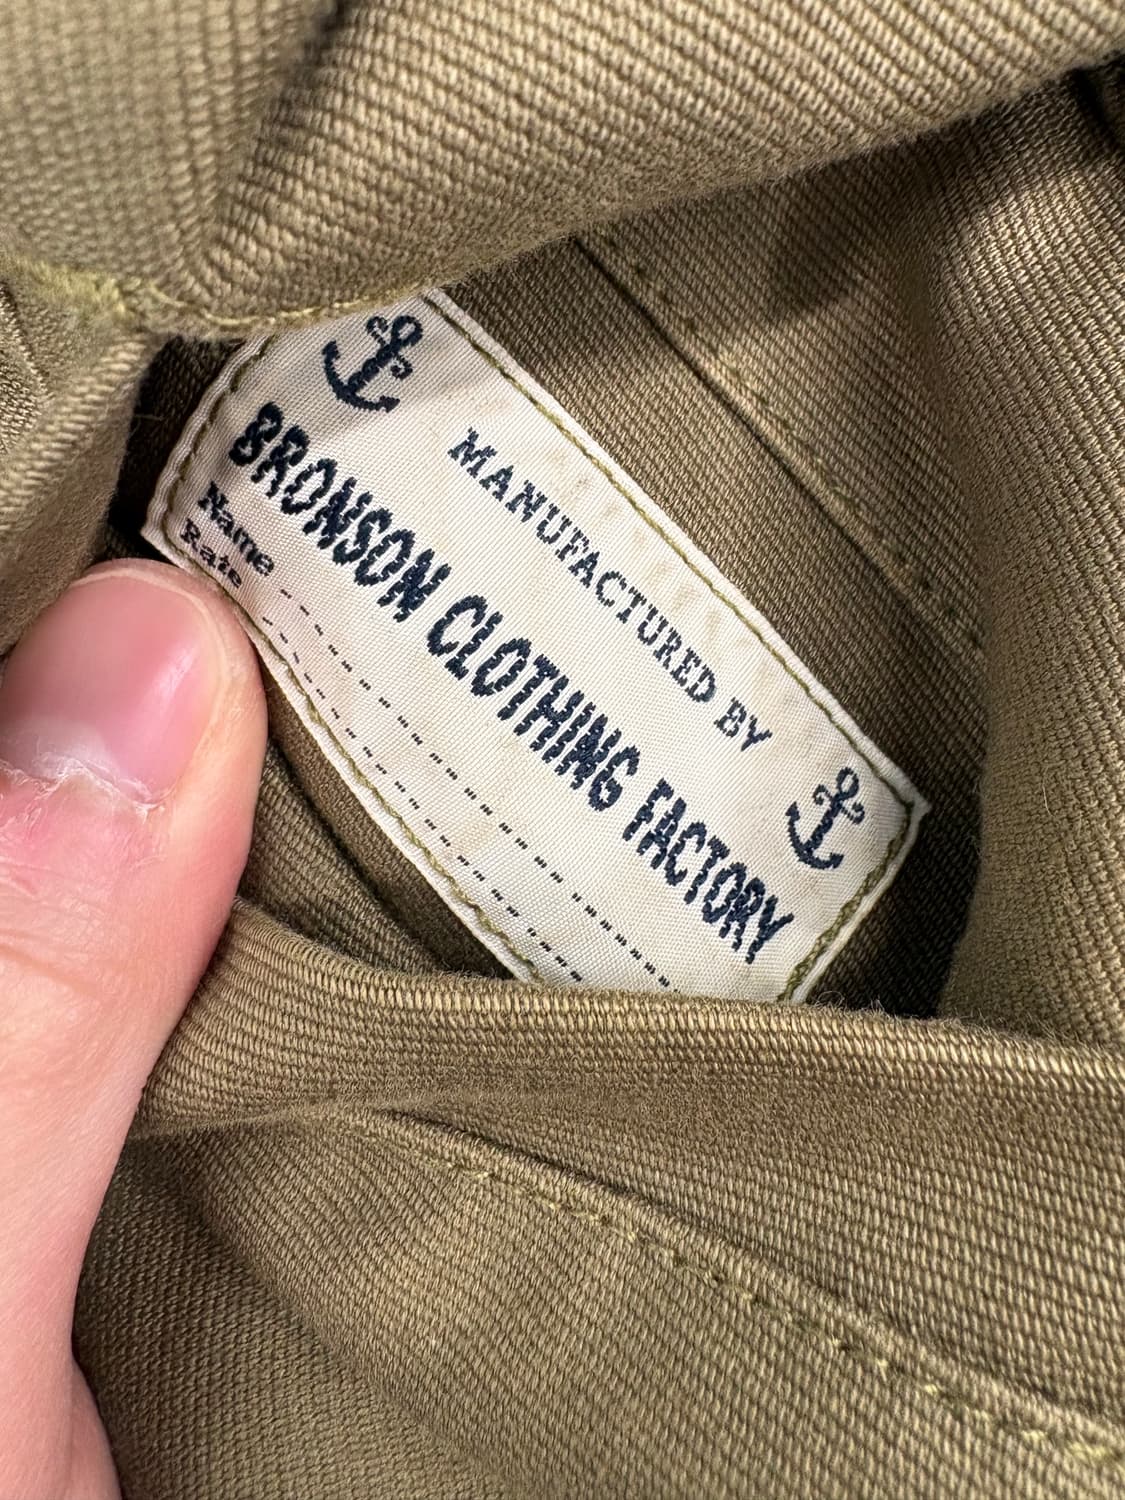 MANUFACTURED BY
BRONSON CLOTHING FACTORY
Name
Rate